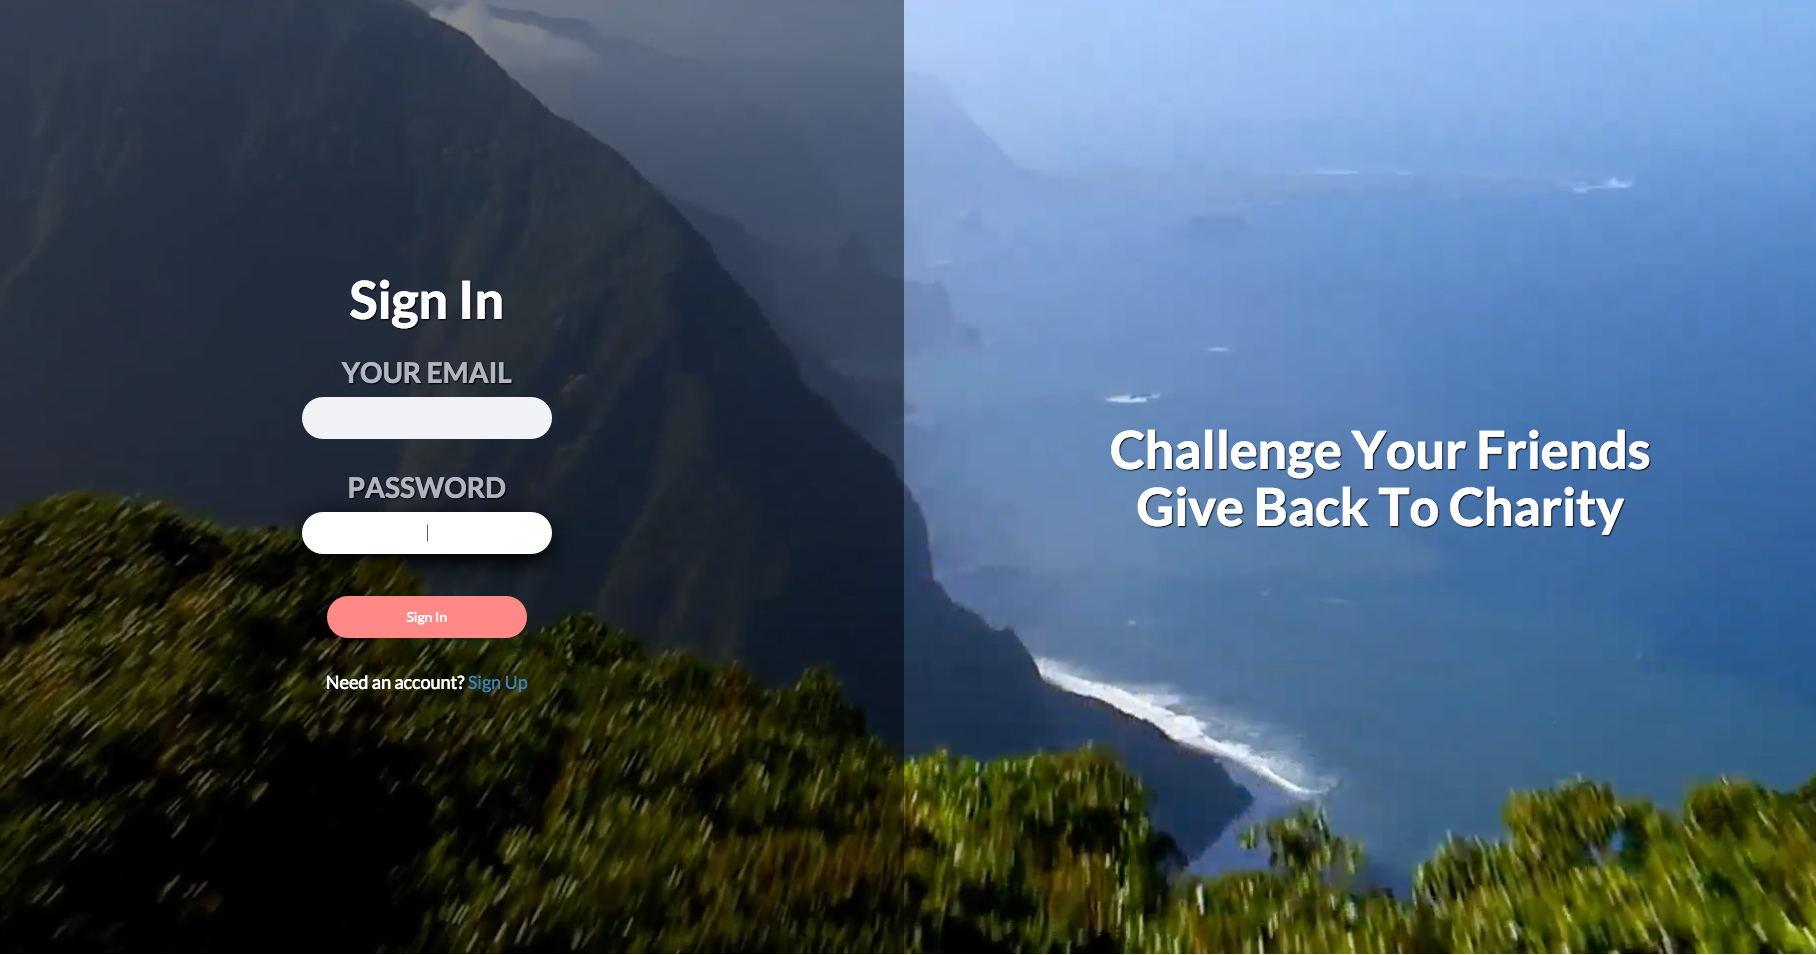 Sign In
YOUR EMAIL
PASSWORD
Sign In
Need an account? Sign Up
Challenge Your Friends
Give Back To Charity